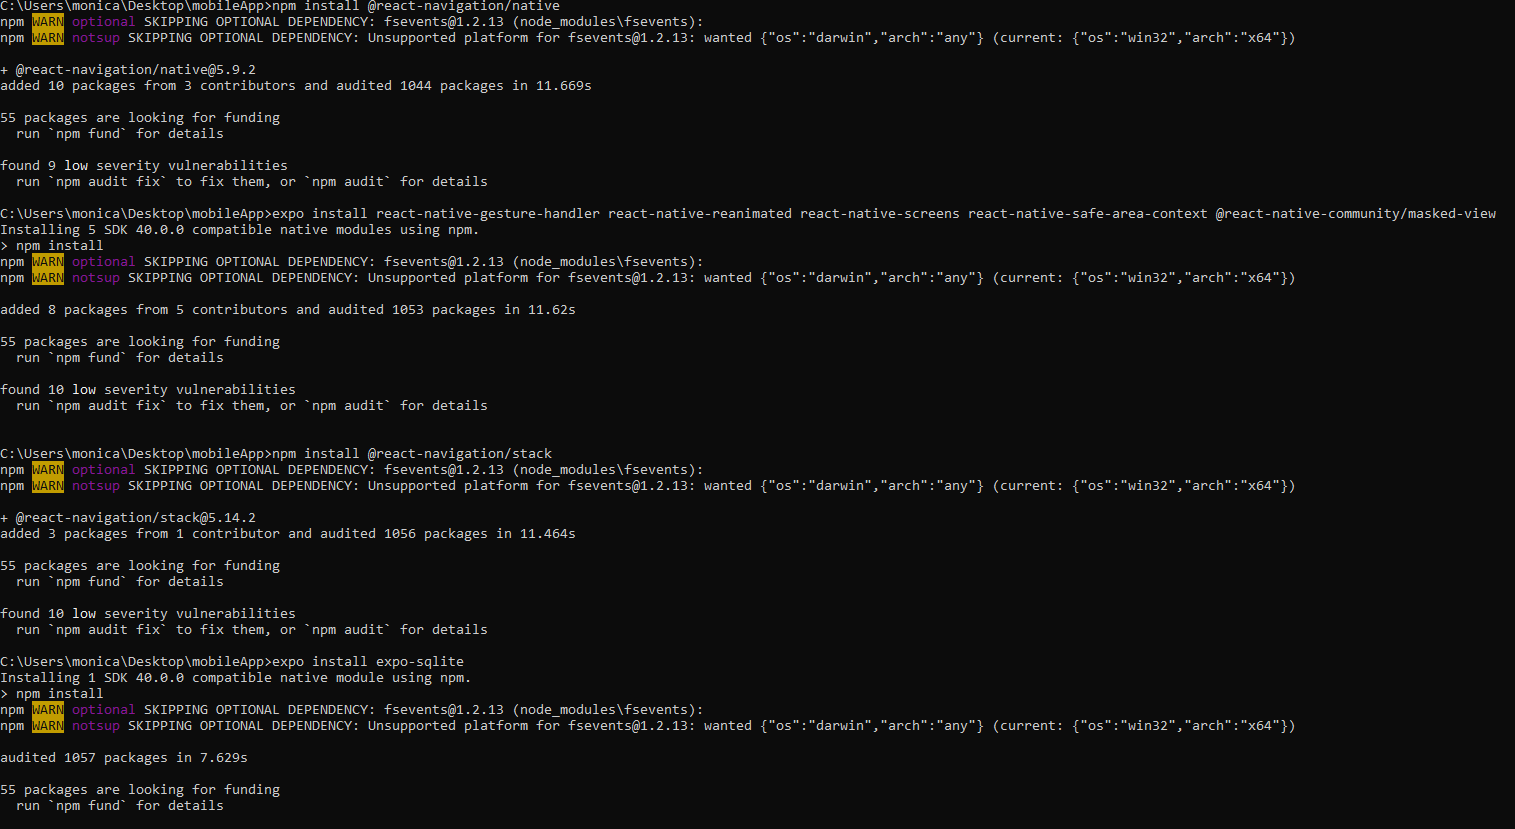 C:\Users\monica\Desktop\mobileApp>npm install @react-navigation/native
npm WARN optional SKIPPING OPTIONAL DEPENDENCY: fsevents@1.2.13 (node_modules\fsevents):
npm WARN notsup SKIPPING OPTIONAL DEPENDENCY: Unsupported platform for fsevents@1.2.13: wanted {"os":"darwin","arch":"any"} (current: {"os":"win32","arch":"x64"})
+ @react-navigation/native@5.9.2
added 10 packages from 3 contributors and audited 1044 packages in 11.669s
55 packages are looking for funding
  run `npm fund` for details
found 9 low severity vulnerabilities
  run `npm audit fix` to fix them, or `npm audit` for details
C:\Users\monica\Desktop\mobileApp>expo install react-native-gesture-handler react-native-reanimated react-native-screens react-native-safe-area-context @react-native-community/masked-view
Installing 5 SDK 40.0.0 compatible native modules using npm.
> npm install
npm WARN optional SKIPPING OPTIONAL DEPENDENCY: fsevents@1.2.13 (node_modules\fsevents):
npm WARN notsup SKIPPING OPTIONAL DEPENDENCY: Unsupported platform for fsevents@1.2.13: wanted {"os":"darwin","arch":"any"} (current: {"os":"win32","arch":"x64"})
added 8 packages from 5 contributors and audited 1053 packages in 11.62s
55 packages are looking for funding
  run `npm fund` for details
found 10 low severity vulnerabilities
  run `npm audit fix` to fix them, or `npm audit` for details
C:\Users\monica\Desktop\mobileApp>npm install @react-navigation/stack
npm WARN optional SKIPPING OPTIONAL DEPENDENCY: fsevents@1.2.13 (node_modules\fsevents):
npm WARN notsup SKIPPING OPTIONAL DEPENDENCY: Unsupported platform for fsevents@1.2.13: wanted {"os":"darwin","arch":"any"} (current: {"os":"win32","arch":"x64"})
+ @react-navigation/stack@5.14.2
added 3 packages from 1 contributor and audited 1056 packages in 11.464s
55 packages are looking for funding
  run `npm fund` for details
found 10 low severity vulnerabilities
  run `npm audit fix` to fix them, or `npm audit` for details
C:\Users\monica\Desktop\mobileApp>expo install expo-sqlite
Installing 1 SDK 40.0.0 compatible native module using npm.
> npm install
npm WARN optional SKIPPING OPTIONAL DEPENDENCY: fsevents@1.2.13 (node_modules\fsevents):
npm WARN notsup SKIPPING OPTIONAL DEPENDENCY: Unsupported platform for fsevents@1.2.13: wanted {"os":"darwin","arch":"any"} (current: {"os":"win32","arch":"x64"})
audited 1057 packages in 7.629s
55 packages are looking for funding
  run `npm fund` for details